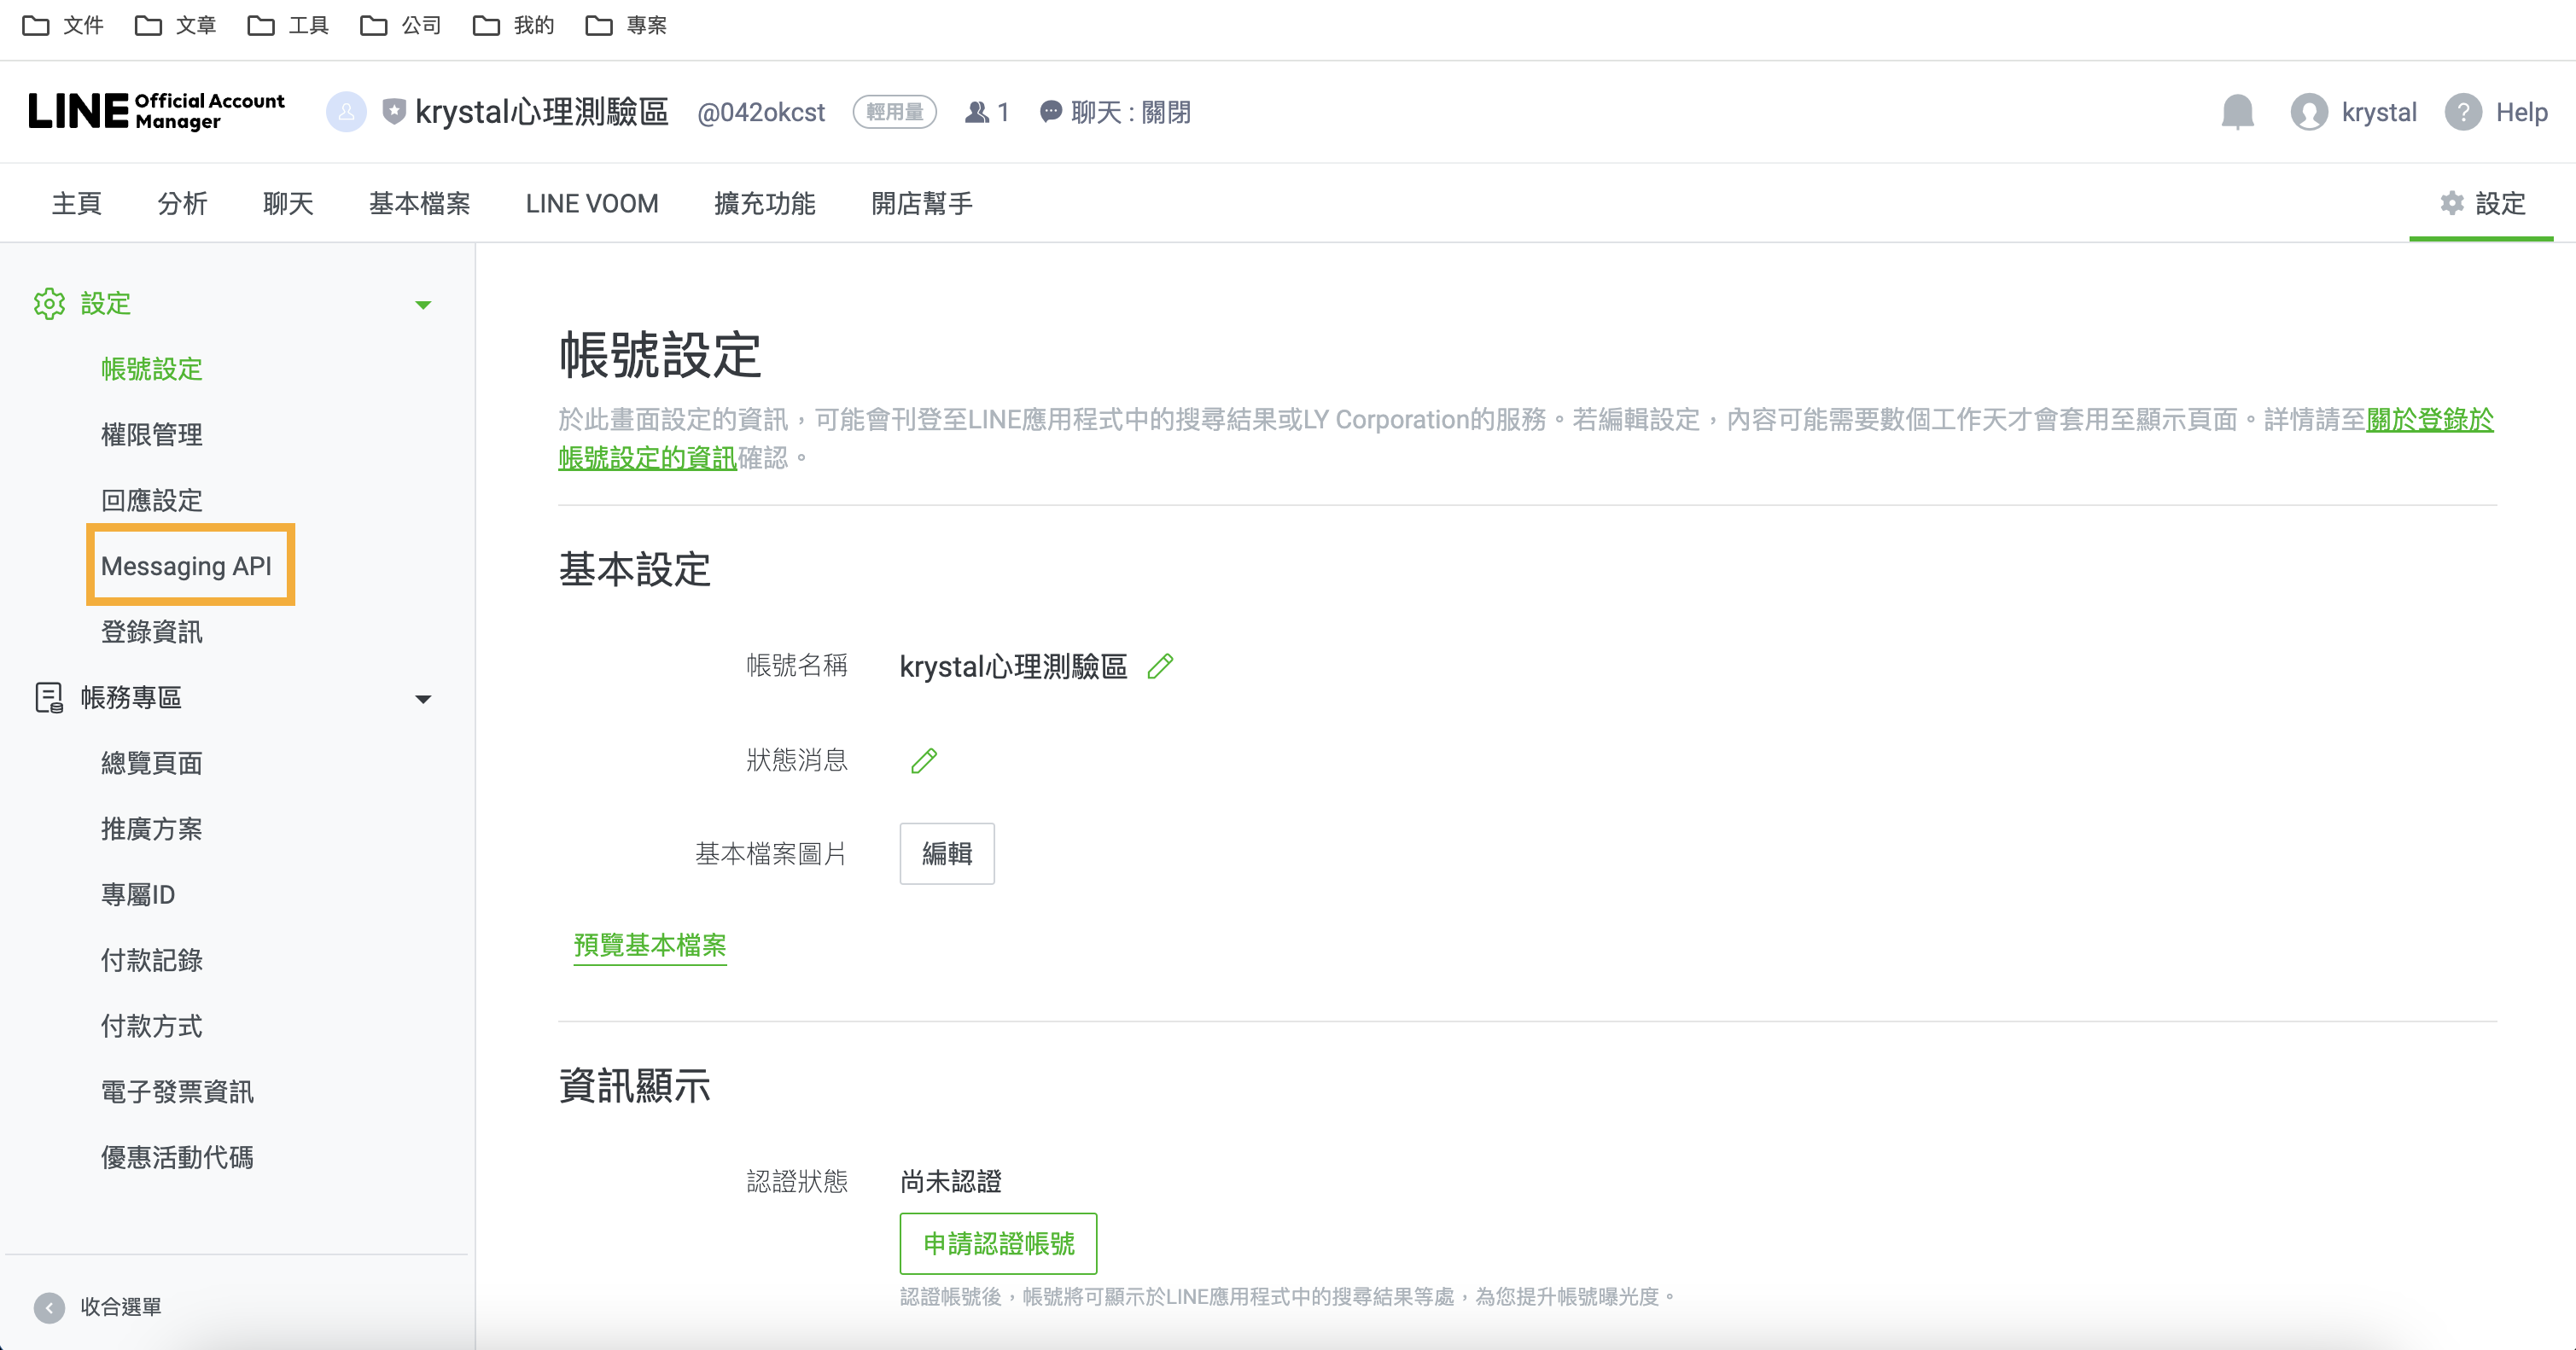 文件 文章 工具 公司 我的 專案
LINE Official Account Manager krystal心理測驗區 @042okcst 輕用量 1 聊天 : 關閉 krystal ? Help
主頁 分析 聊天 基本檔案 LINE VOOM 擴充功能 開店幫手 設定
設定
帳號設定
權限管理
回應設定
Messaging API
登錄資訊
帳務專區
總覽頁面
推廣方案
專屬ID
付款記錄
付款方式
電子發票資訊
優惠活動代碼
收合選單
帳號設定
於此畫面設定的資訊，可能會刊登至LINE應用程式中的搜尋結果或LY Corporation的服務。若編輯設定，內容可能需要數個工作天才會套用至顯示頁面。詳情請至關於登錄於
帳號設定的資訊確認。
基本設定
帳號名稱 krystal心理測驗區
狀態消息
基本檔案圖片 編輯
預覽基本檔案
資訊顯示
認證狀態 尚未認證
申請認證帳號
認證帳號後，帳號將可顯示於LINE應用程式中的搜尋結果等處，為您提升帳號曝光度。